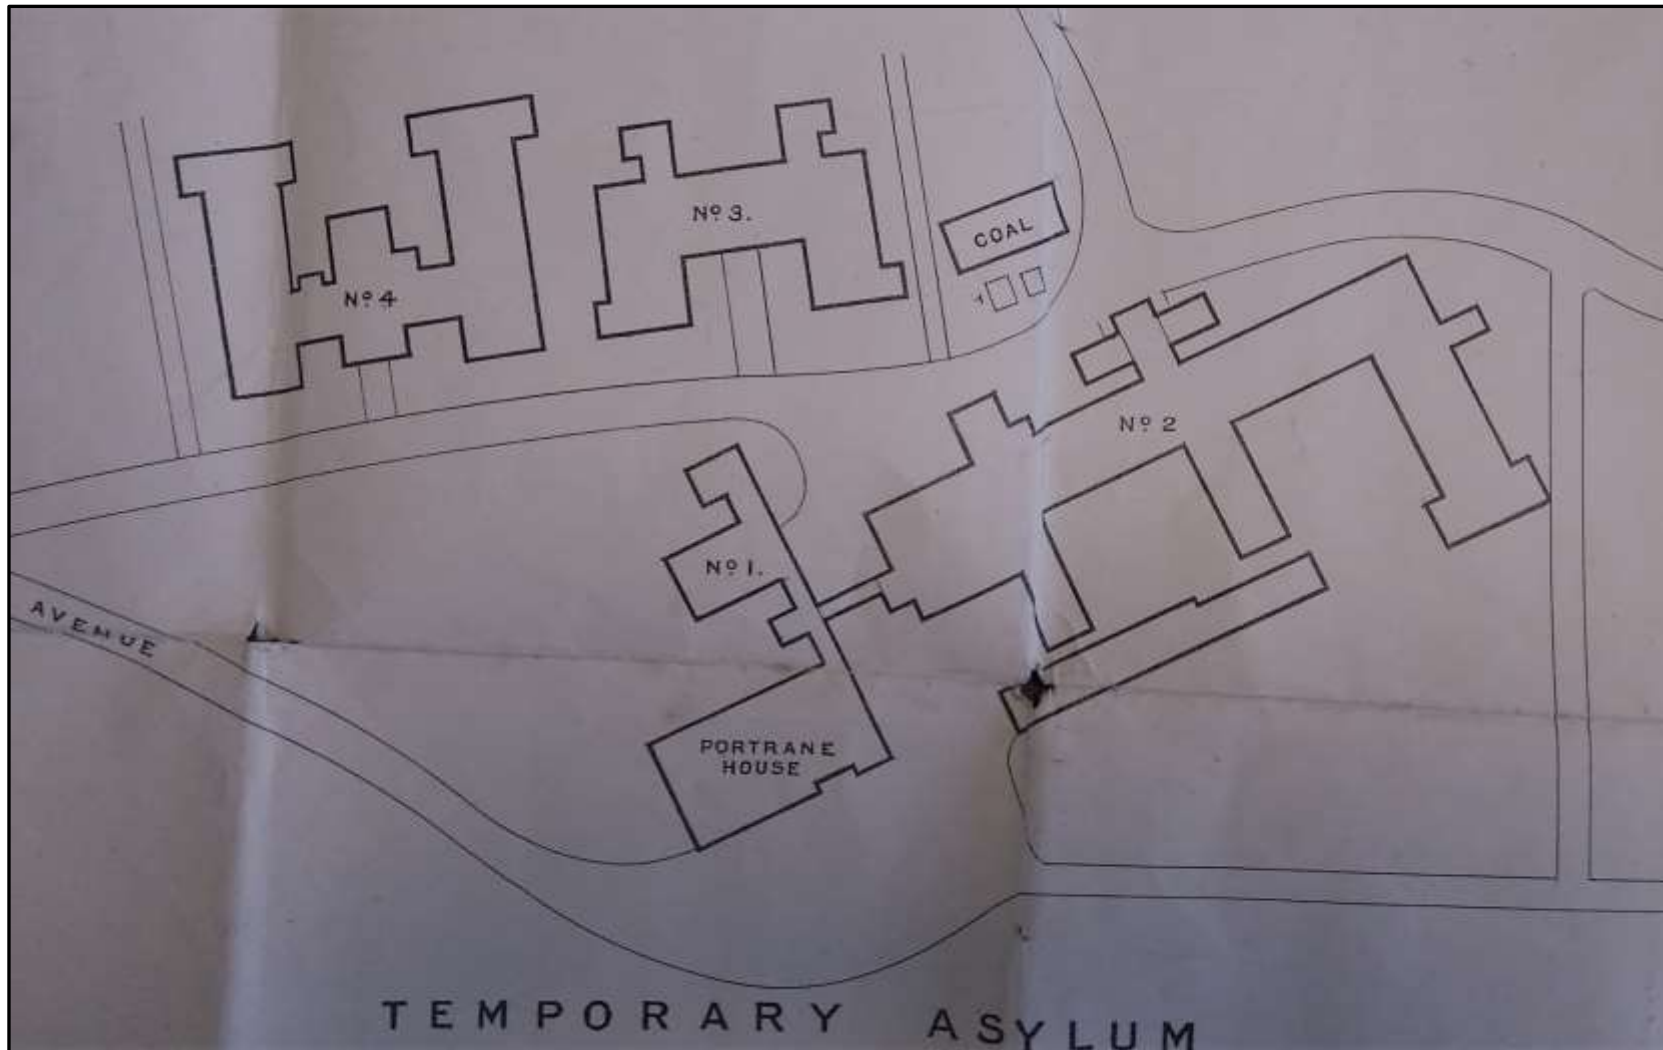 Nº 3.
COAL
Nº 4
Nº 2
Nº 1.
AVENUE
PORTRANE
HOUSE
TEMPORARY ASYLUM